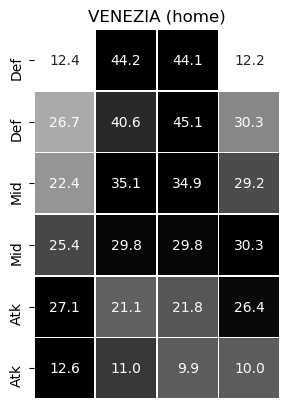 VENEZIA (home)
Def 12.4 44.2 44.1 12.2
Def 26.7 40.6 45.1 30.3
Mid 22.4 35.1 34.9 29.2
Mid 25.4 29.8 29.8 30.3
Atk 27.1 21.1 21.8 26.4
Atk 12.6 11.0 9.9 10.0